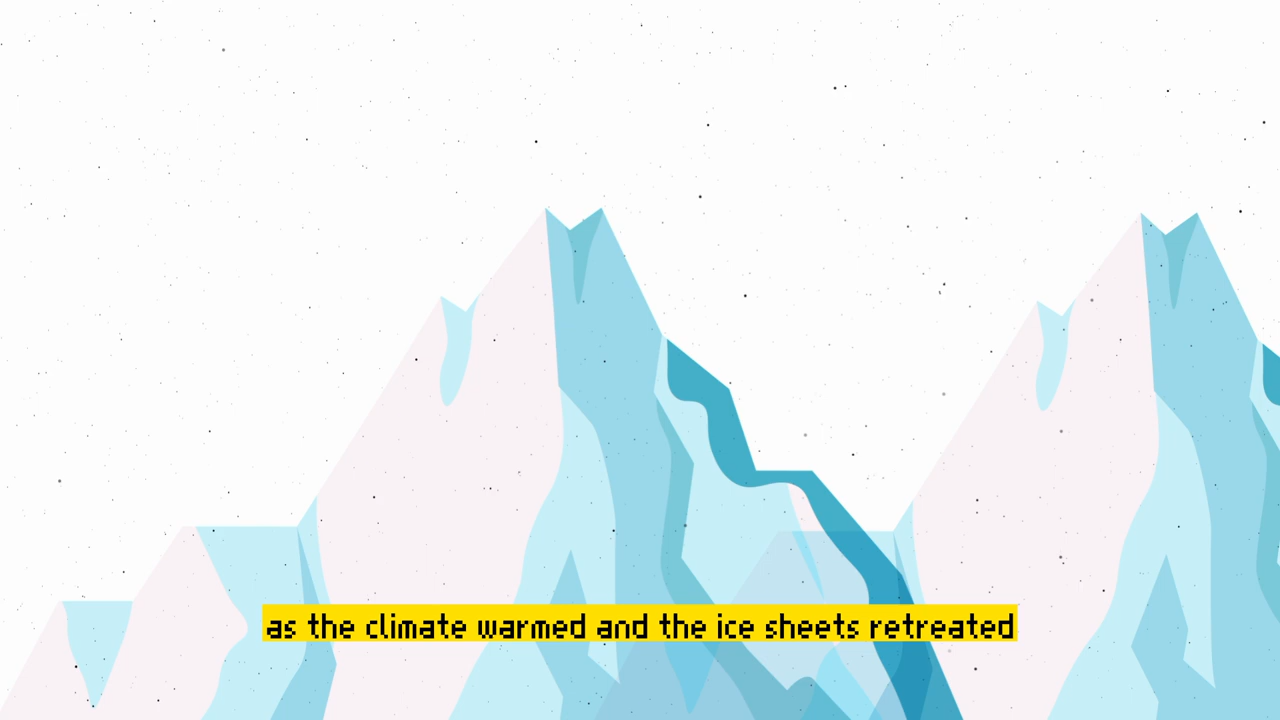 as the climate warmed and the ice sheets retreated